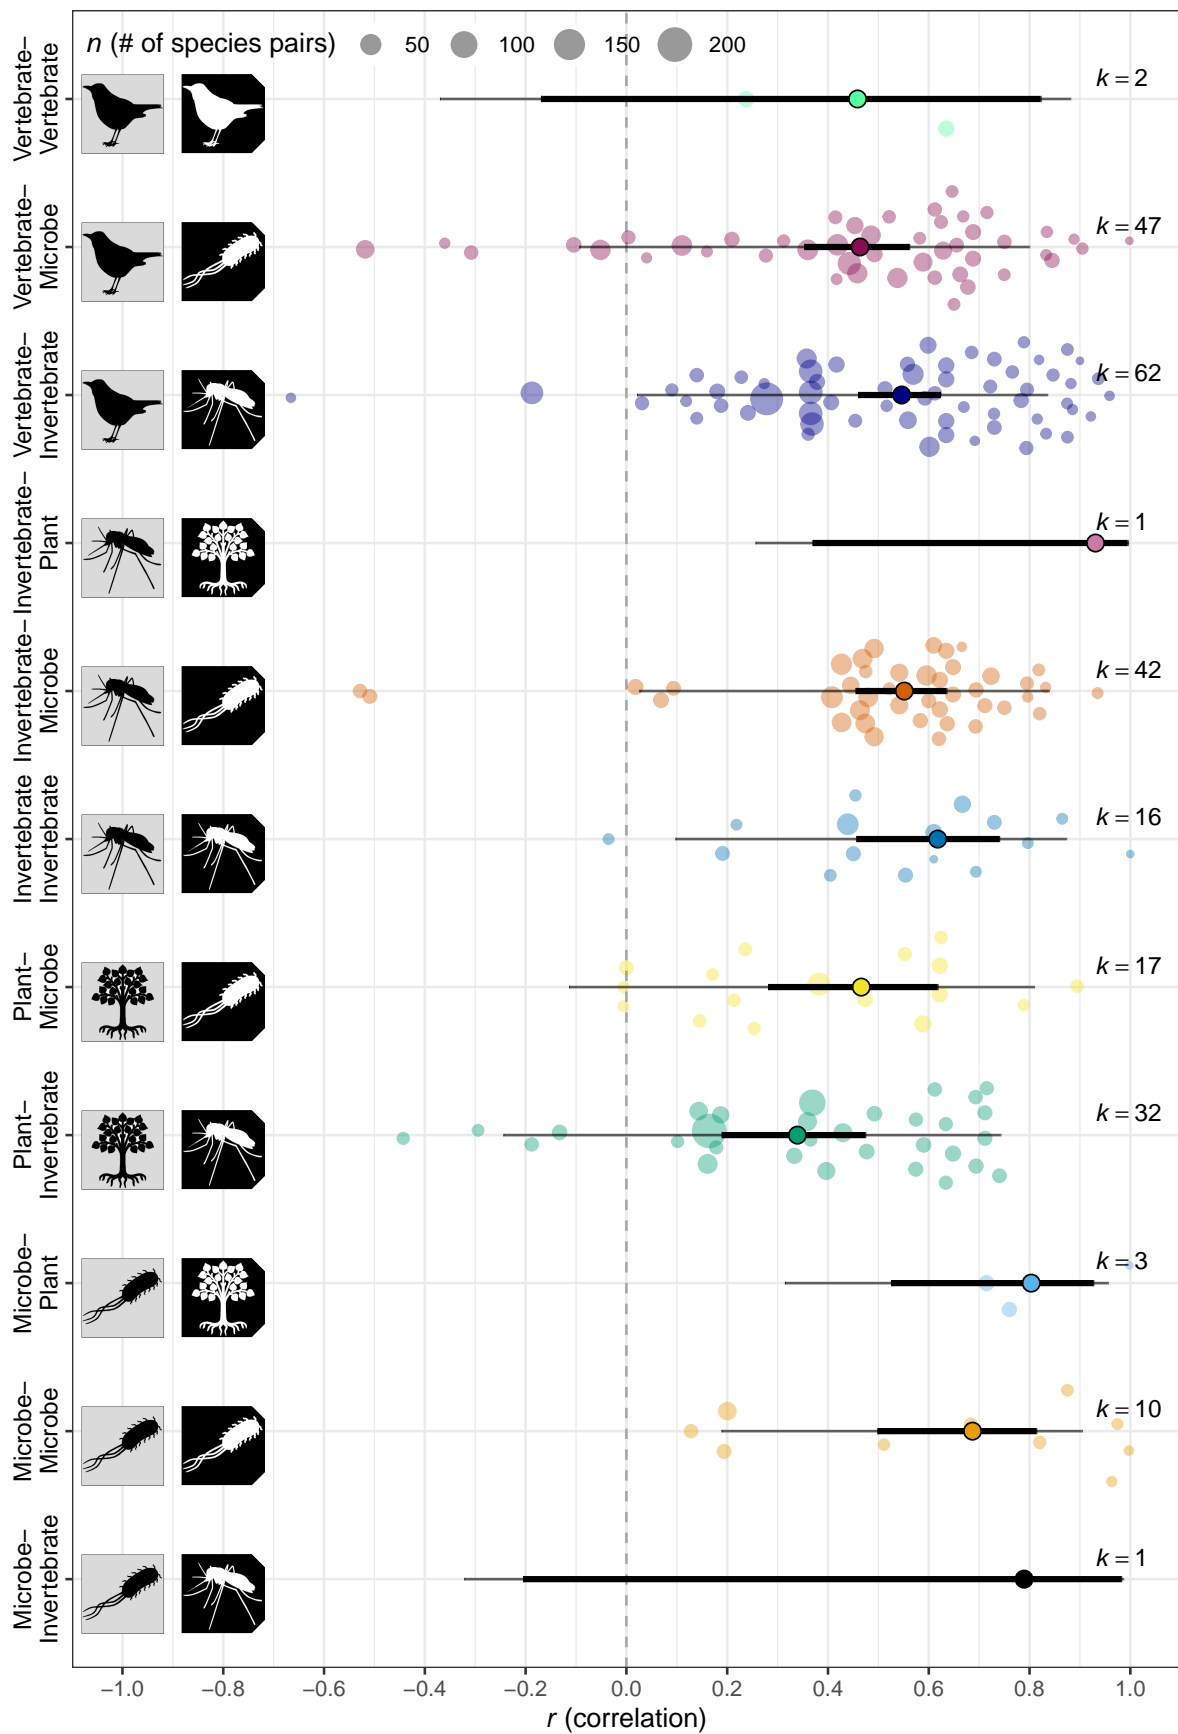 n (# of species pairs) 50 100 150 200
Vertebrate–
Vertebrate
k = 2
Vertebrate–
Microbe
k = 47
Vertebrate–
Invertebrate
k = 62
Invertebrate–
Plant
k = 1
Invertebrate–
Microbe
k = 42
Invertebrate
Invertebrate
k = 16
Plant–
Microbe
k = 17
Plant–
Invertebrate
k = 32
Microbe–
Plant
k = 3
Microbe–
Microbe
k = 10
Microbe–
Invertebrate
k = 1
−1.0 −0.8 −0.6 −0.4 −0.2 0.0 0.2 0.4 0.6 0.8 1.0
r (correlation)